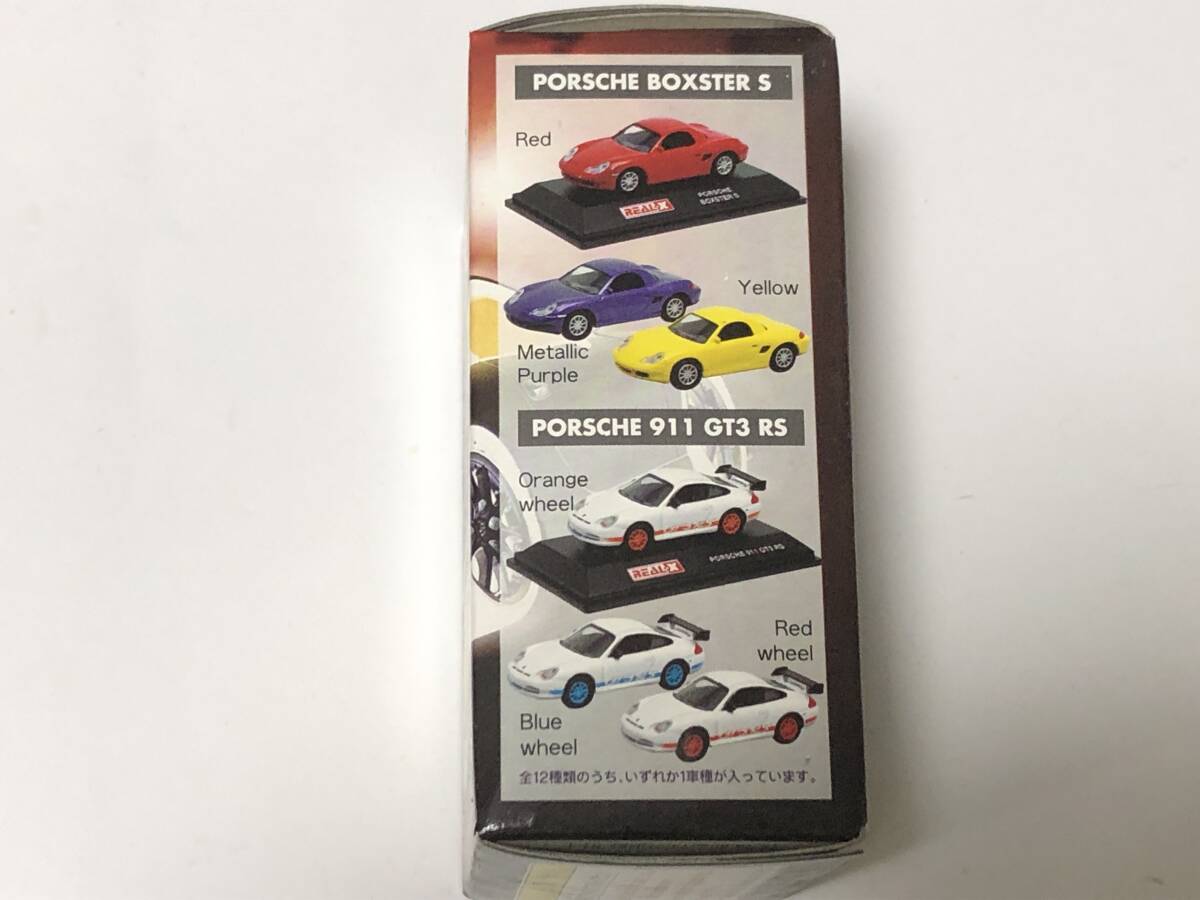 PORSCHE BOXSTER S
Red
REAL-X
PORSCHE
BOXSTER S
Yellow
Metallic
Purple
PORSCHE 911 GT3 RS
Orange
wheel
REAL-X
PORSCHE 911 GT3 RS
Red
wheel
Blue
wheel
全12種類のうち、いずれか1車種が入っています。